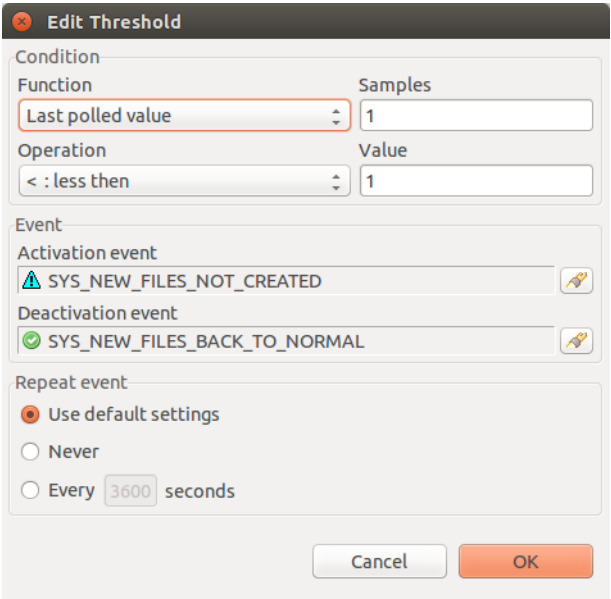 Edit Threshold
Condition
Function Samples
Last polled value 1
Operation Value
< : less then 1
Event
Activation event
SYS_NEW_FILES_NOT_CREATED
Deactivation event
SYS_NEW_FILES_BACK_TO_NORMAL
Repeat event
Use default settings
Never
Every 3600 seconds
Cancel OK